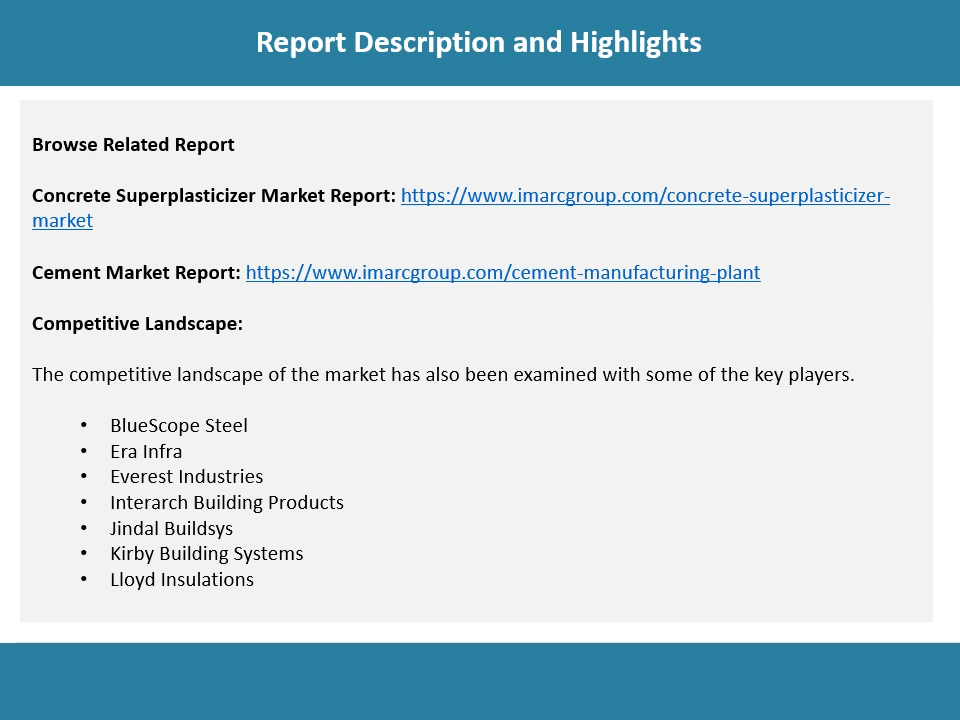 Report Description and Highlights
Browse Related Report
Concrete Superplasticizer Market Report: https://www.imarcgroup.com/concrete-superplasticizer-
market
Cement Market Report: https://www.imarcgroup.com/cement-manufacturing-plant
Competitive Landscape:
The competitive landscape of the market has also been examined with some of the key players.
• BlueScope Steel
• Era Infra
• Everest Industries
• Interarch Building Products
• Jindal Buildsys
• Kirby Building Systems
• Lloyd Insulations